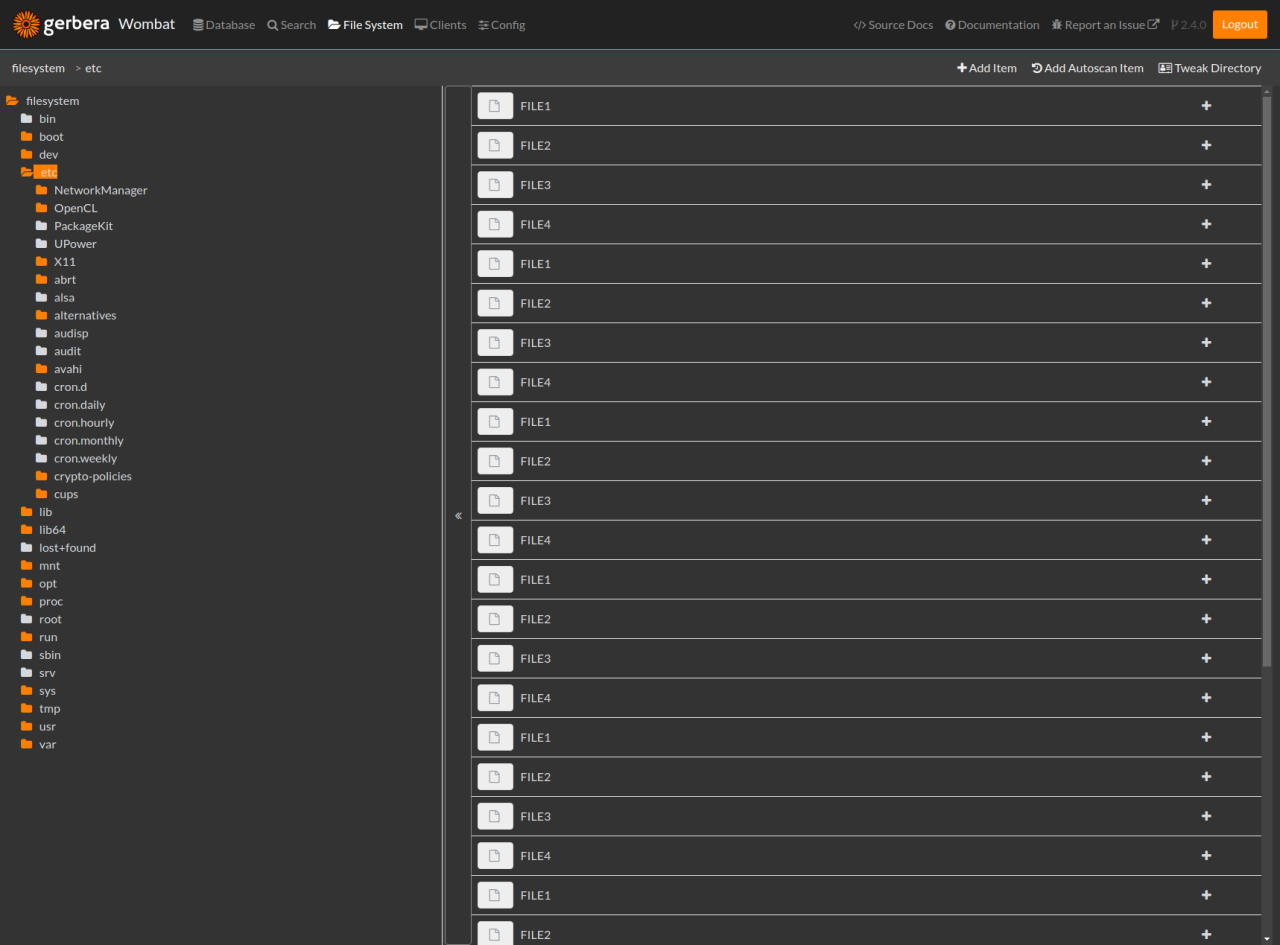 gerbera Wombat Database Search File System Clients Config Source Docs Documentation Report an Issue 2.4.0 Logout
filesystem > etc Add Item Add Autoscan Item Tweak Directory
filesystem
bin
boot
dev
etc
NetworkManager
OpenCL
PackageKit
UPower
X11
abrt
alsa
alternatives
audisp
audit
avahi
cron.d
cron.daily
cron.hourly
cron.monthly
cron.weekly
crypto-policies
cups
lib
lib64
lost+found
mnt
opt
proc
root
run
sbin
srv
sys
tmp
usr
var
«
FILE1
FILE2
FILE3
FILE4
FILE1
FILE2
FILE3
FILE4
FILE1
FILE2
FILE3
FILE4
FILE1
FILE2
FILE3
FILE4
FILE1
FILE2
FILE3
FILE4
FILE1
FILE2